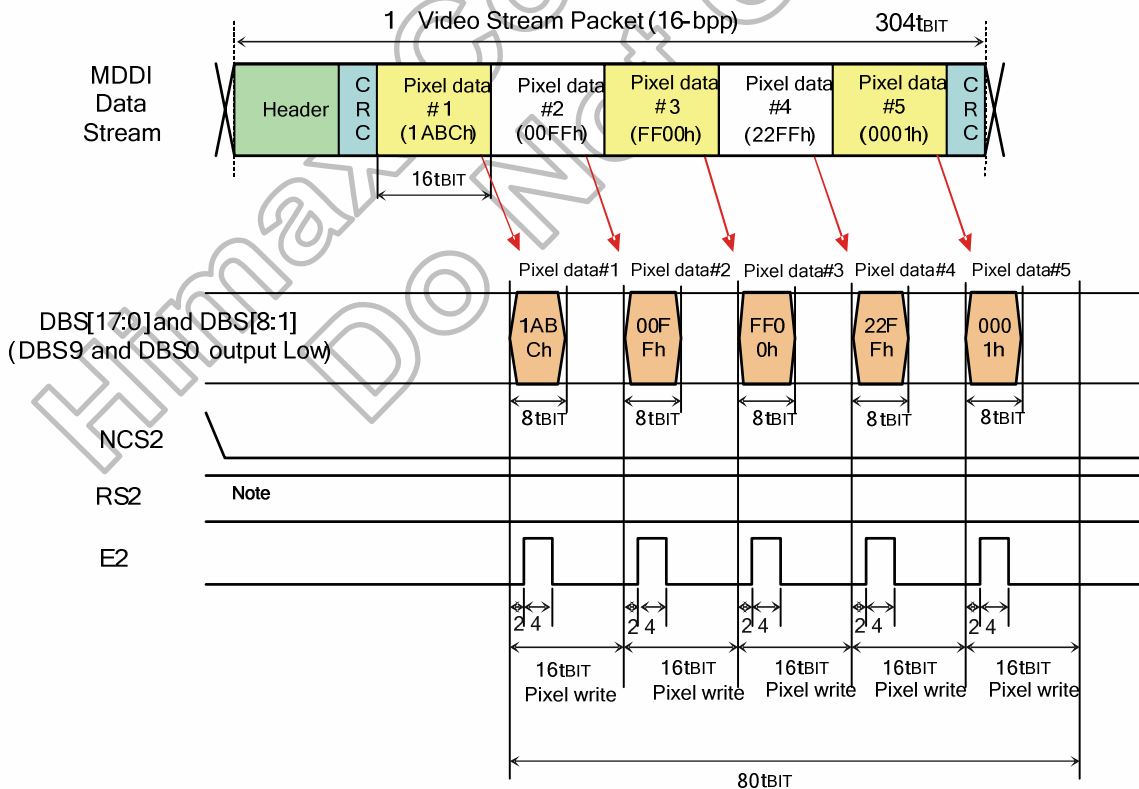 1 Video Stream Packet (16-bpp) 304tBIT
MDDI
Data
Stream
Header
C
R
C
Pixel data
#1
(1ABCh)
Pixel data
#2
(00FFh)
Pixel data
#3
(FF00h)
Pixel data
#4
(22FFh)
Pixel data
#5
(0001h)
C
R
C
16tBIT
Pixel data#1 Pixel data#2 Pixel data#3 Pixel data#4 Pixel data#5
DBS[17:0]and DBS[8:1]
(DBS9 and DBS0 output Low)
1AB
Ch
00F
Fh
FF0
0h
22F
Fh
000
1h
8tBIT 8tBIT 8tBIT 8tBIT 8tBIT
NCS2
RS2 Note
E2
2 4 2 4 2 4 2 4 2 4
16tBIT
Pixel write
16tBIT
Pixel write
16tBIT
Pixel write
16tBIT
Pixel write
16tBIT
Pixel write
80tBIT
Himax Co
Do Not